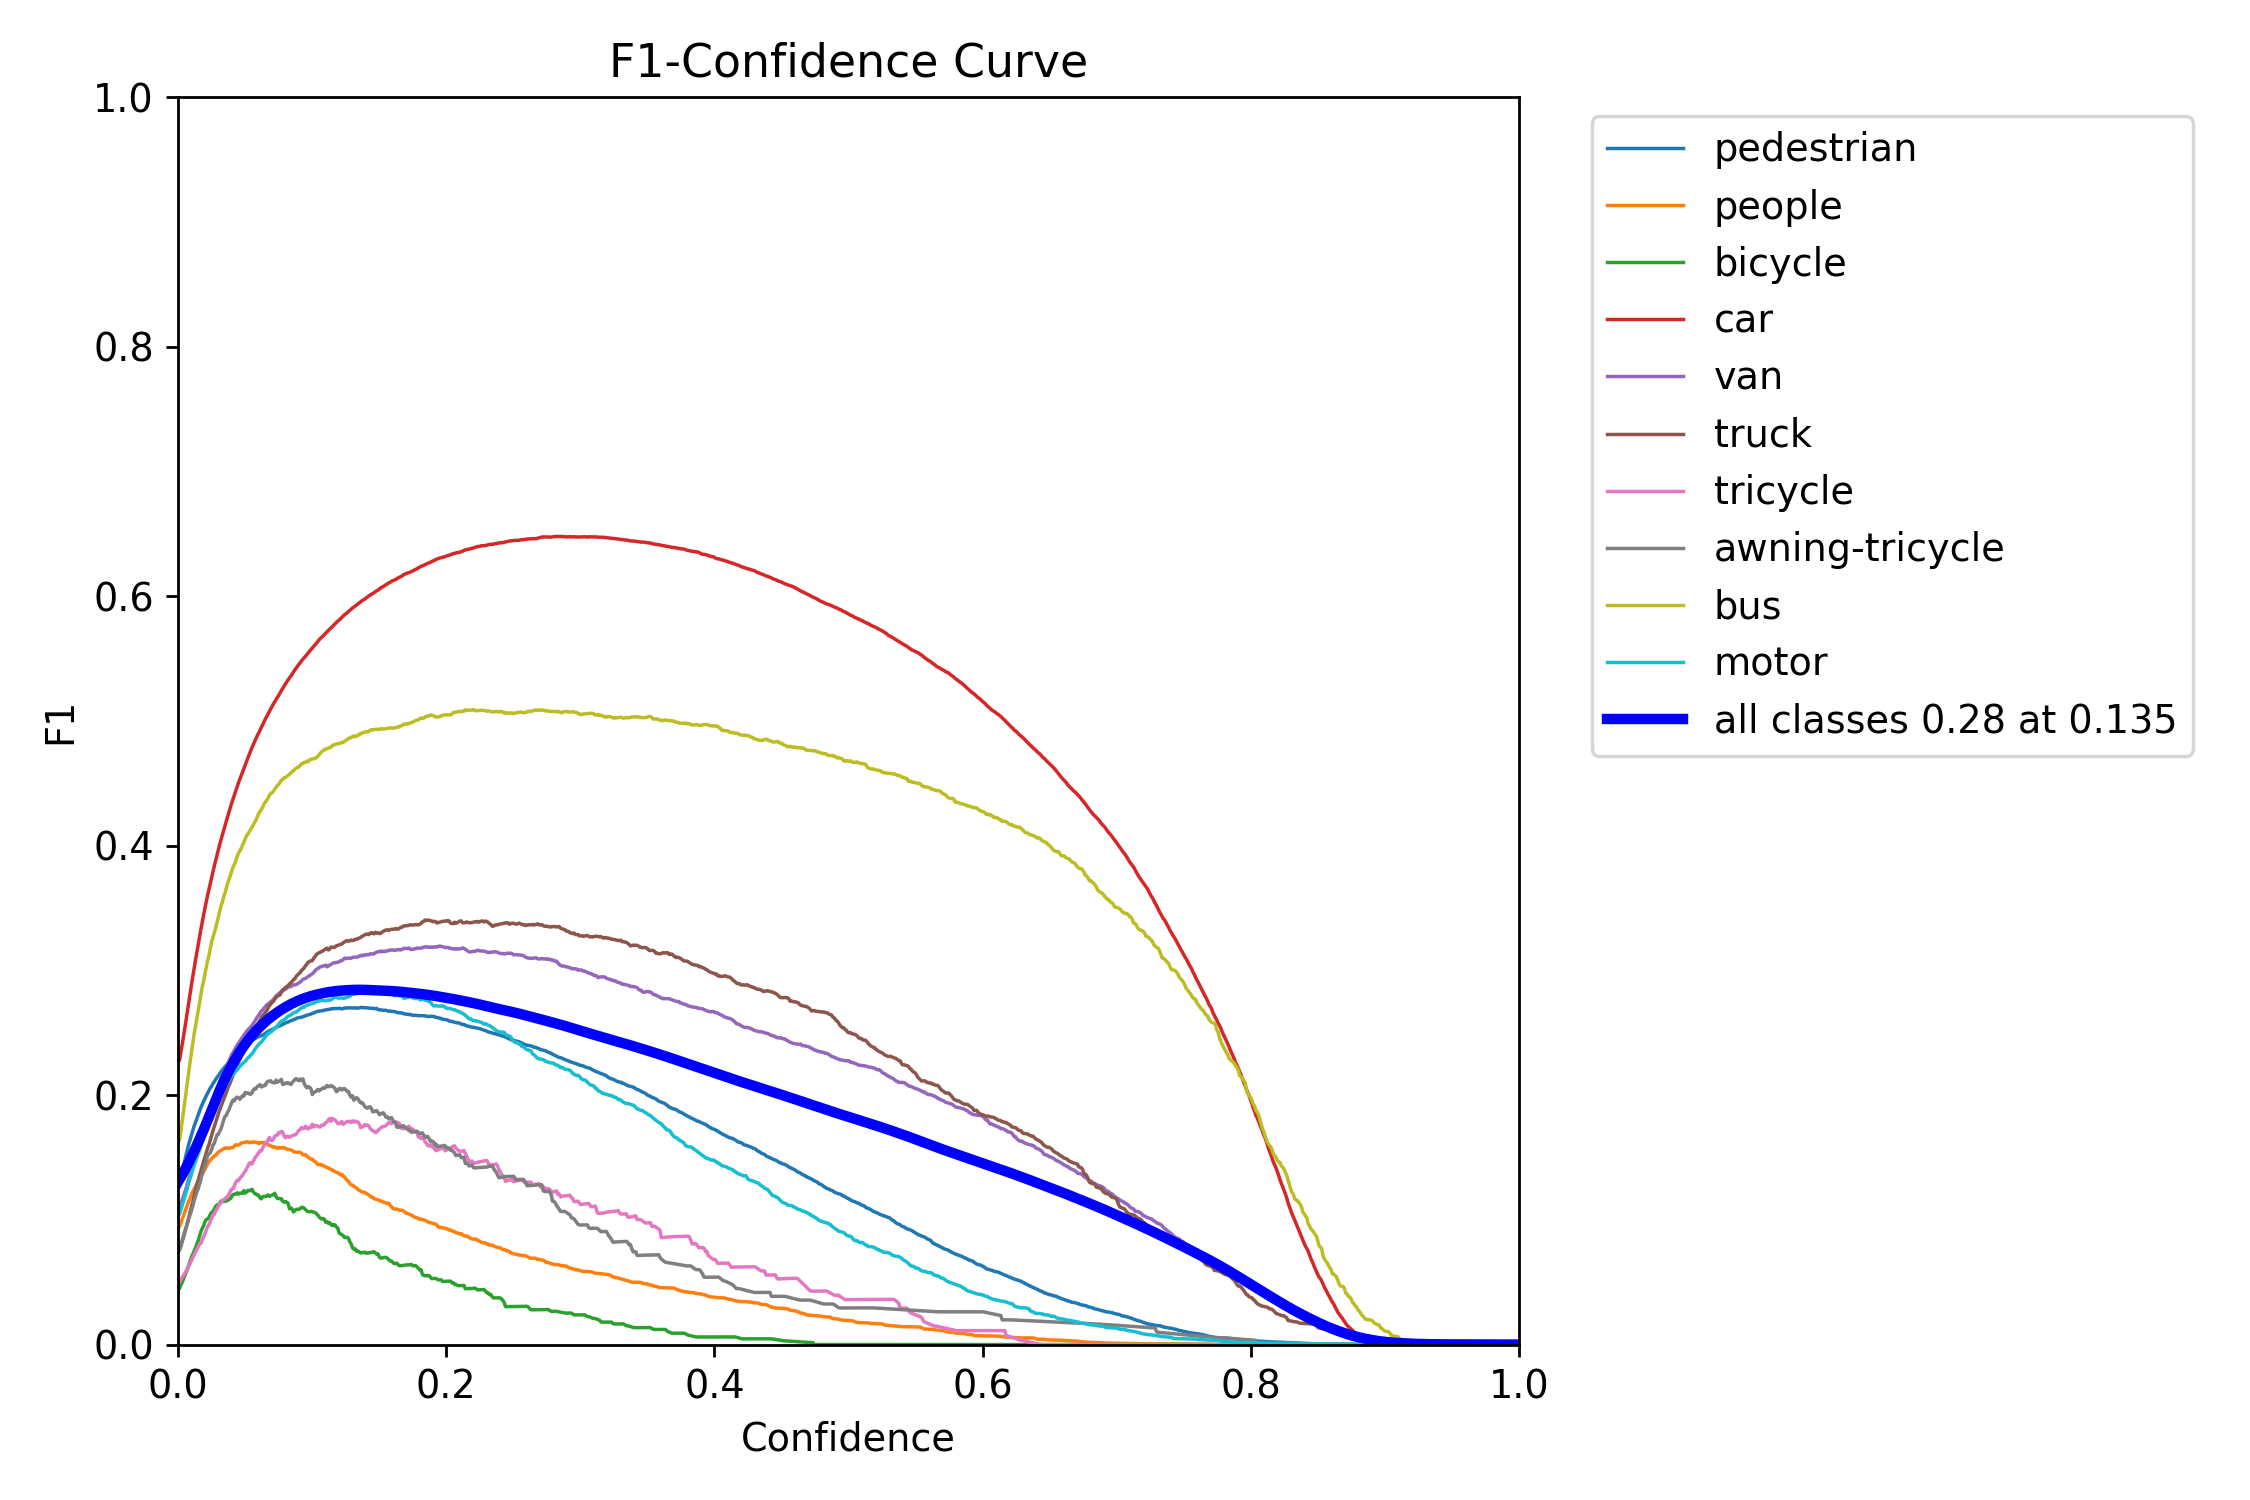 F1-Confidence Curve
1.0
0.8
0.6
0.4
0.2
0.0
F1
0.0 0.2 0.4 0.6 0.8 1.0
Confidence
pedestrian
people
bicycle
car
van
truck
tricycle
awning-tricycle
bus
motor
all classes 0.28 at 0.135